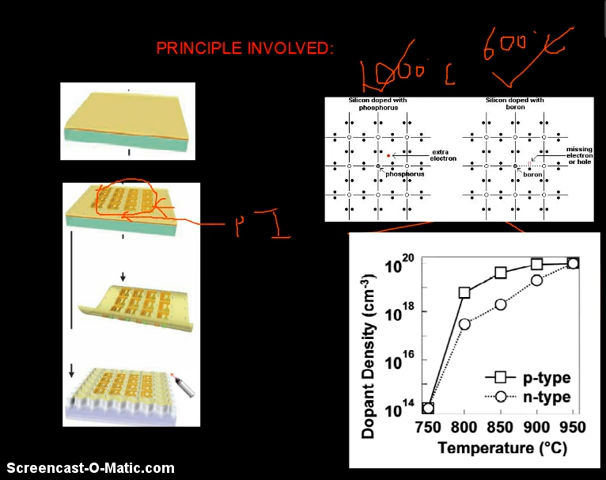 PRINCIPLE INVOLVED:
1000° C
600° C
Silicon doped with
phosphorus
extra
electron
phosphorus
Silicon doped with
boron
missing
electron
or hole
boron
PI
Dopant Density (cm-3)
10^20
10^18
10^16
10^14
p-type
n-type
750 800 850 900 950
Temperature (°C)
Screencast-O-Matic.com